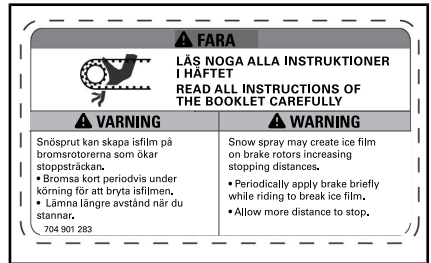 FARA
LÄS NOGA ALLA INSTRUKTIONER
I HÄFTET
READ ALL INSTRUCTIONS OF
THE BOOKLET CAREFULLY
VARNING
Snösprut kan skapa isfilm på
bromsrotorerna som ökar
stoppsträckan.
• Bromsa kort periodvis under
körning för att bryta isfilmen.
• Lämna längre avstånd när du
stannar.
704 901 283
WARNING
Snow spray may create ice film
on brake rotors increasing
stopping distances.
• Periodically apply brake briefly
while riding to break ice film.
• Allow more distance to stop.